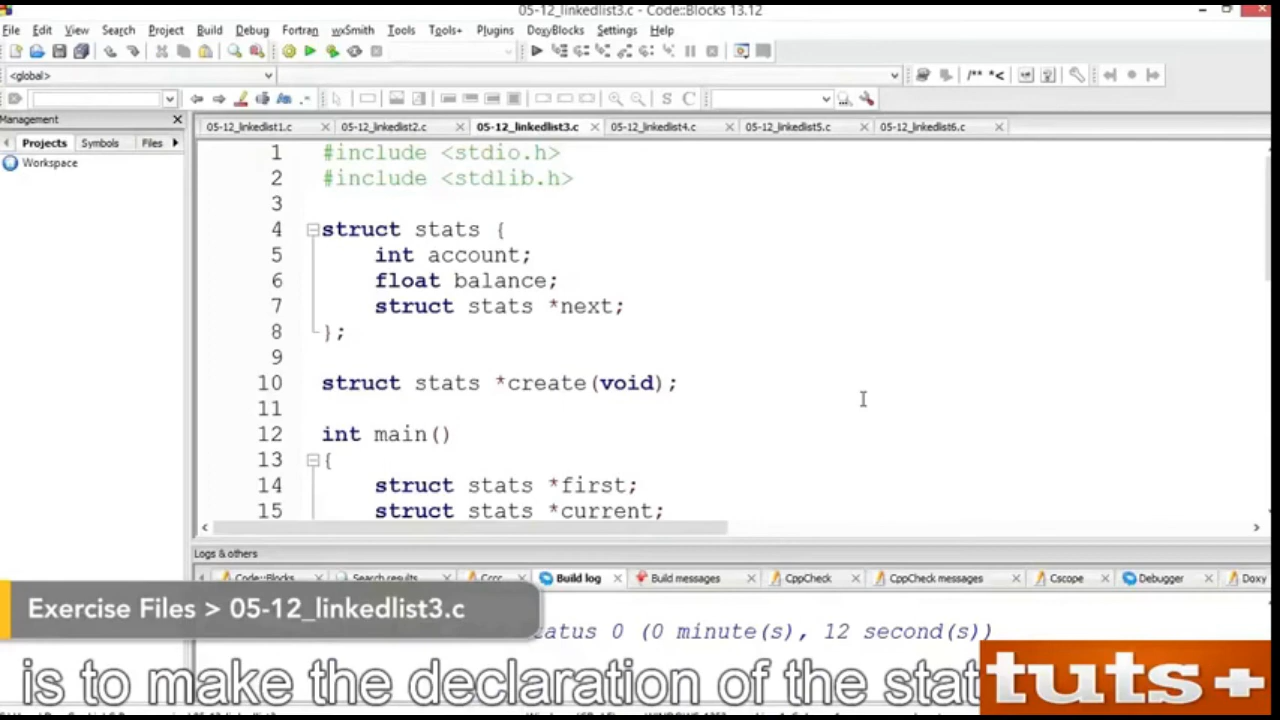 05-12_linkedlist3.c - Code::Blocks 13.12
File Edit View Search Project Build Debug Fortran wxSmith Tools Tools+ Plugins DoxyBlocks Settings Help
<global>
/** *<
S C
Management
05-12_linkedlist1.c 05-12_linkedlist2.c 05-12_linkedlist3.c 05-12_linkedlist4.c 05-12_linkedlist5.c 05-12_linkedlist6.c
Projects Symbols Files
Workspace
1 #include <stdio.h>
2 #include <stdlib.h>
3
4 struct stats {
5 int account;
6 float balance;
7 struct stats *next;
8 };
9
10 struct stats *create(void);
11
12 int main()
13 {
14 struct stats *first;
15 struct stats *current;
Logs & others
Code::Blocks Search results Cccc Build log Build messages CppCheck CppCheck messages Cscope Debugger Doxy
Exercise Files > 05-12_linkedlist3.c
tatus 0 (0 minute(s), 12 second(s))
is to make the declaration of the stat
tuts+